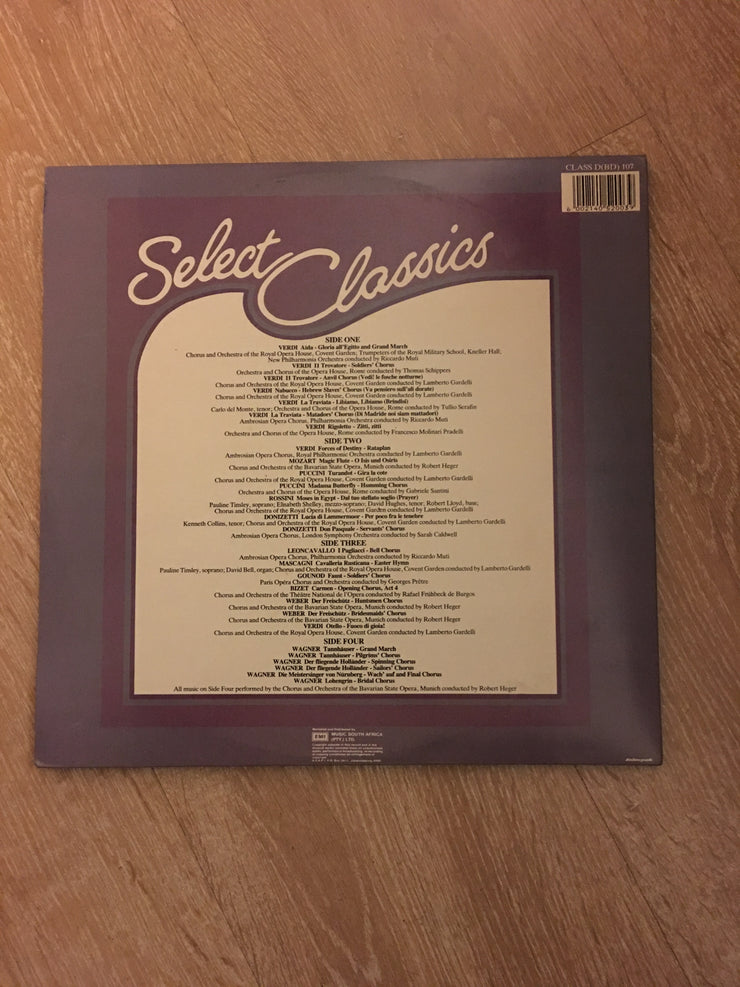 CLASS D(BD) 107
6 002140 920039
Select Classics
SIDE ONE
VERDI Aida - Gloria all'Egitto and Grand March
Chorus and Orchestra of the Royal Opera House, Covent Garden; Trumpeters of the Royal Military School, Kneller Hall;
New Philharmonia Orchestra conducted by Riccardo Muti
VERDI Il Trovatore - Soldiers' Chorus
Orchestra and Chorus of the Opera House, Rome conducted by Thomas Schippers
VERDI Il Trovatore - Anvil Chorus (Vedi! le fosche notturne)
Chorus and Orchestra of the Royal Opera House, Covent Garden conducted by Lamberto Gardelli
VERDI Nabucco - Hebrew Slaves' Chorus (Va pensiero sull'ali dorate)
Chorus and Orchestra of the Royal Opera House, Covent Garden conducted by Lamberto Gardelli
VERDI La Traviata - Libiamo, Libiamo (Brindisi)
Carlo del Monte, tenor; Orchestra and Chorus of the Opera House, Rome conducted by Tullio Serafin
VERDI La Traviata - Matadors' Chorus (Di Madride noi siam mattadori)
Ambrosian Opera Chorus, Philharmonia Orchestra conducted by Riccardo Muti
VERDI Rigoletto - Zitti, zitti
Orchestra and Chorus of the Opera House, Rome conducted by Francesco Molinari Pradelli
SIDE TWO
VERDI Forces of Destiny - Rataplan
Ambrosian Opera Chorus, Royal Philharmonic Orchestra conducted by Lamberto Gardelli
MOZART Magic Flute - O Isis und Osiris
Chorus and Orchestra of the Bavarian State Opera, Munich conducted by Robert Heger
PUCCINI Turandot - Gira la cote
Chorus and Orchestra of the Royal Opera House, Covent Garden conducted by Lamberto Gardelli
PUCCINI Madama Butterfly - Humming Chorus
Orchestra and Chorus of the Opera House, Rome conducted by Gabriele Santini
ROSSINI Moses in Egypt - Dal tuo stellato soglio (Prayer)
Pauline Tinsley, soprano; Elizabeth Shelley, mezzo-soprano; David Hughes, tenor; Robert Lloyd, bass;
Chorus and Orchestra of the Royal Opera House, Covent Garden conducted by Lamberto Gardelli
DONIZETTI Lucia di Lammermoor - Per poco fra le tenebre
Kenneth Collins, tenor; Chorus and Orchestra of the Royal Opera House, Covent Garden conducted by Lamberto Gardelli
DONIZETTI Don Pasquale - Servants' Chorus
Ambrosian Opera Chorus, London Symphony Orchestra conducted by Sarah Caldwell
SIDE THREE
LEONCAVALLO I Pagliacci - Bell Chorus
Ambrosian Opera Chorus, Philharmonia Orchestra conducted by Riccardo Muti
MASCAGNI Cavalleria Rusticana - Easter Hymn
Pauline Tinsley, soprano; David Bell, organ; Chorus and Orchestra of the Royal Opera House, Covent Garden conducted by Lamberto Gardelli
GOUNOD Faust - Soldiers' Chorus
Paris Opéra Chorus and Orchestra conducted by Georges Prêtre
BIZET Carmen - Opening Chorus, Act 4
Chorus and Orchestra of the Théâtre National de l'Opera conducted by Rafael Frühbeck de Burgos
WEBER Der Freischütz - Huntsmen Chorus
Chorus and Orchestra of the Bavarian State Opera, Munich conducted by Robert Heger
WEBER Der Freischütz - Bridesmaids' Chorus
Chorus and Orchestra of the Bavarian State Opera, Munich conducted by Robert Heger
VERDI Otello - Fuoco di gioia!
Chorus and Orchestra of the Royal Opera House, Covent Garden conducted by Lamberto Gardelli
SIDE FOUR
WAGNER Tannhäuser - Grand March
WAGNER Tannhäuser - Pilgrims' Chorus
WAGNER Der fliegende Holländer - Spinning Chorus
WAGNER Der fliegende Holländer - Sailors' Chorus
WAGNER Die Meistersinger von Nürnberg - Wach' auf and Final Chorus
WAGNER Lohengrin - Bridal Chorus
All music on Side Four performed by the Chorus and Orchestra of the Bavarian State Opera, Munich conducted by Robert Heger
EMI
MUSIC SOUTH AFRICA
(PTY.) LTD.